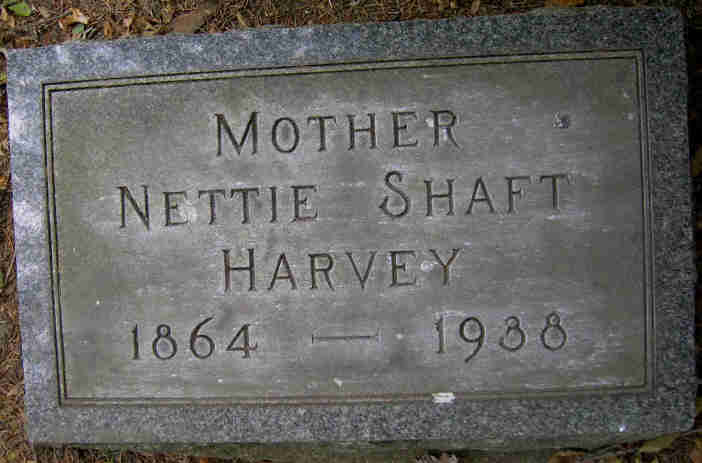 MOTHER
NETTIE SHAFT
HARVEY
1864 — 1938